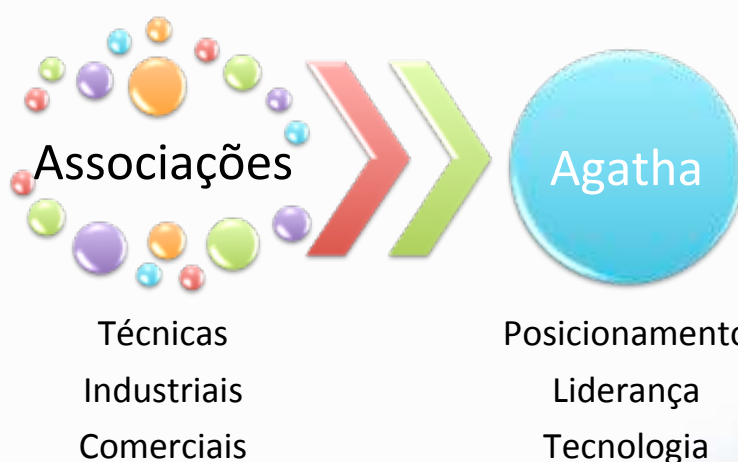 Associações
Agatha
Técnicas
Industriais
Comerciais
Posicionamento
Liderança
Tecnologia